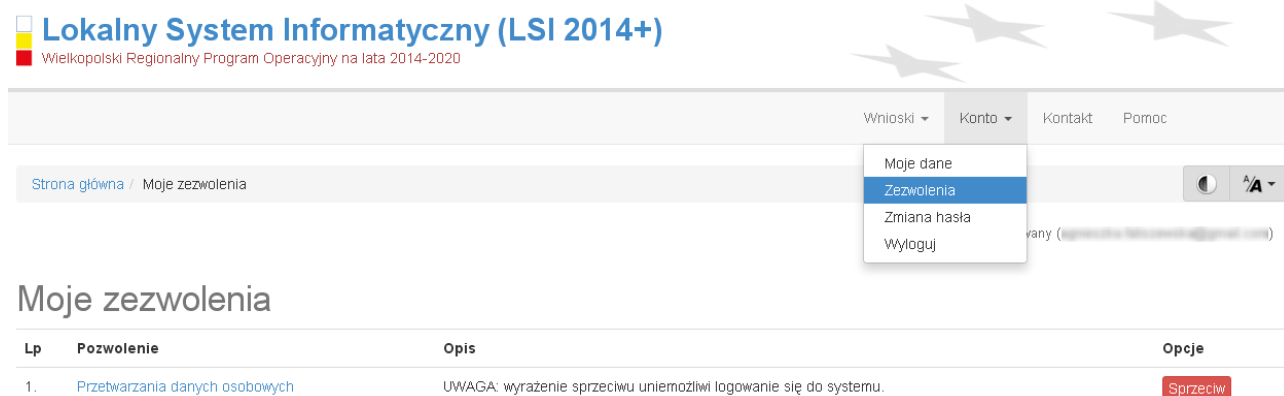 Lokalny System Informatyczny (LSI 2014+)
Wielkopolski Regionalny Program Operacyjny na lata 2014-2020
Wnioski Konto Kontakt Pomoc
Strona główna / Moje zezwolenia
A/A
Moje dane
Zezwolenia
Zmiana hasła
Wyloguj
wany (
)
Moje zezwolenia
Lp Pozwolenie Opis Opcje
1. Przetwarzania danych osobowych UWAGA: wyrażenie sprzeciwu uniemożliwi logowanie się do systemu. Sprzeciw